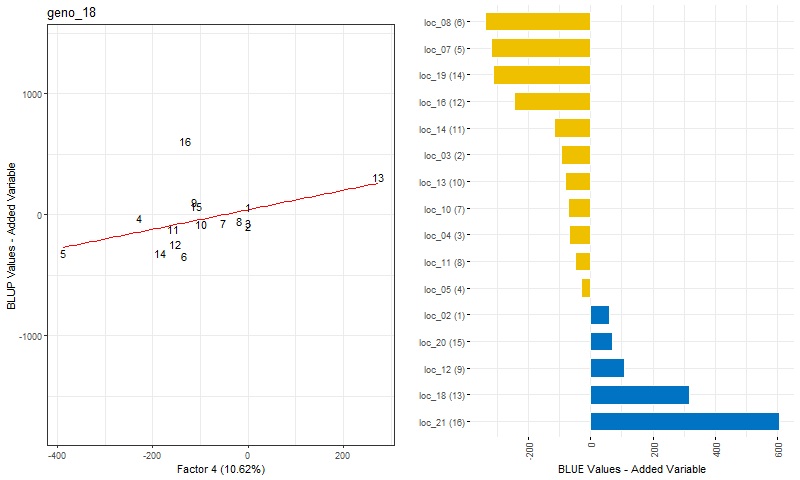 geno_18
BLUP Values - Added Variable
1000
0
-1000
16
13
9
15
1
4
8
7
10
2
11
12
14
6
5
-400
-200
0
200
Factor 4 (10.62%)
loc_08 (6)
loc_07 (5)
loc_19 (14)
loc_16 (12)
loc_14 (11)
loc_03 (2)
loc_13 (10)
loc_10 (7)
loc_04 (3)
loc_11 (8)
loc_05 (4)
loc_02 (1)
loc_20 (15)
loc_12 (9)
loc_18 (13)
loc_21 (16)
-200
0
200
400
600
BLUE Values - Added Variable